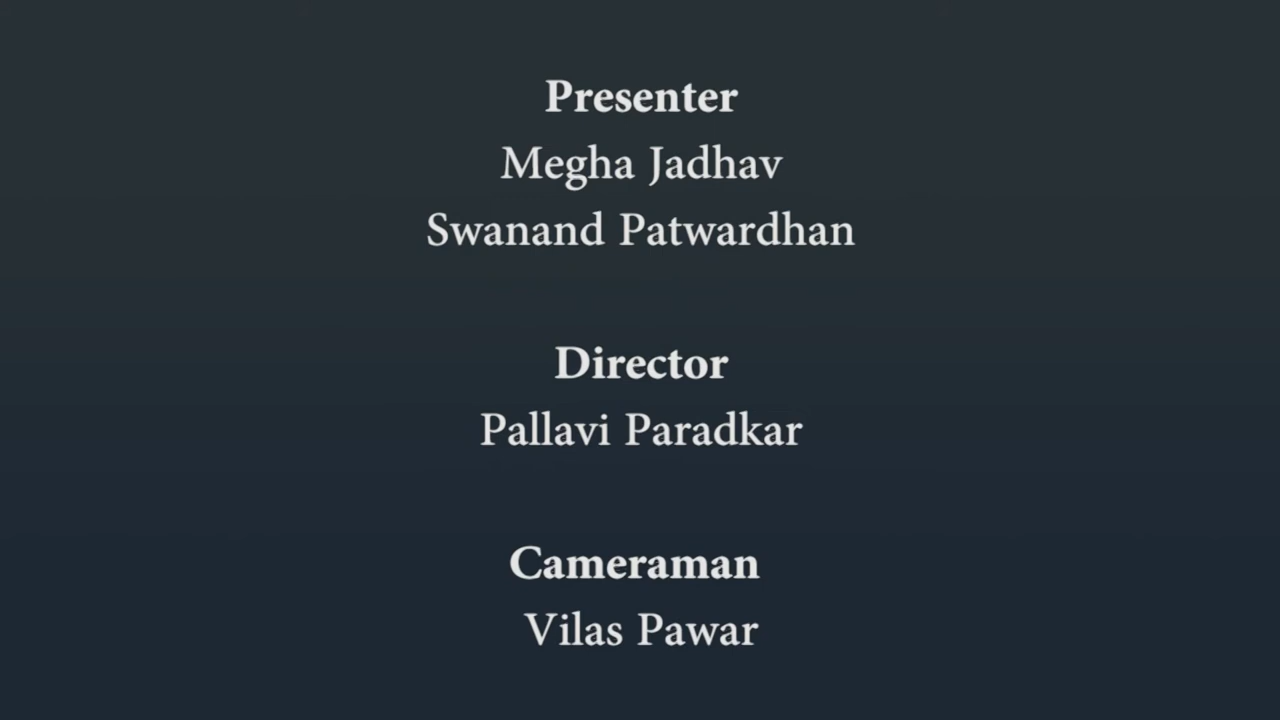 Presenter
Megha Jadhav
Swanand Patwardhan
Director
Pallavi Paradkar
Cameraman
Vilas Pawar